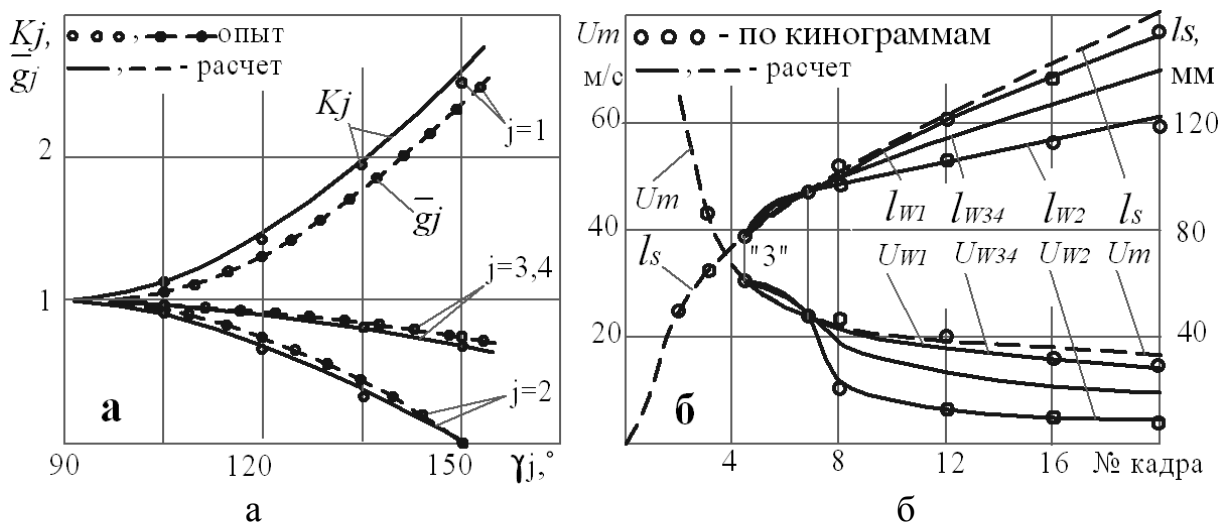 Kj,
g̅j
опыт
- расчет
Kj
j=1
g̅j
j=3,4
j=2
2
1
а
90
120
150
γj,°
а
Um
м/с
- по кинограммам
- расчет
ls,
мм
60
40
20
120
80
40
Um
ls
"3"
lW1
lW34
lW2
ls
UW1
UW34
UW2
Um
б
4
8
12
16
№ кадра
б